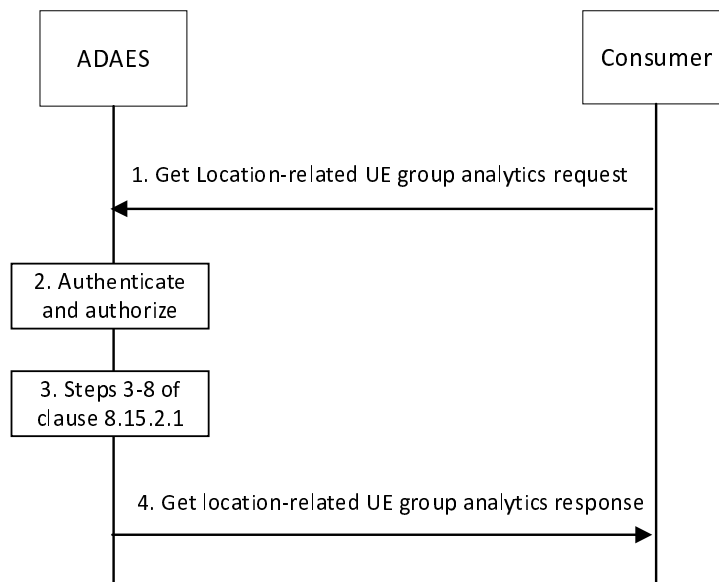 ADAES
Consumer
1. Get Location-related UE group analytics request
2. Authenticate
and authorize
3. Steps 3-8 of
clause 8.15.2.1
4. Get location-related UE group analytics response